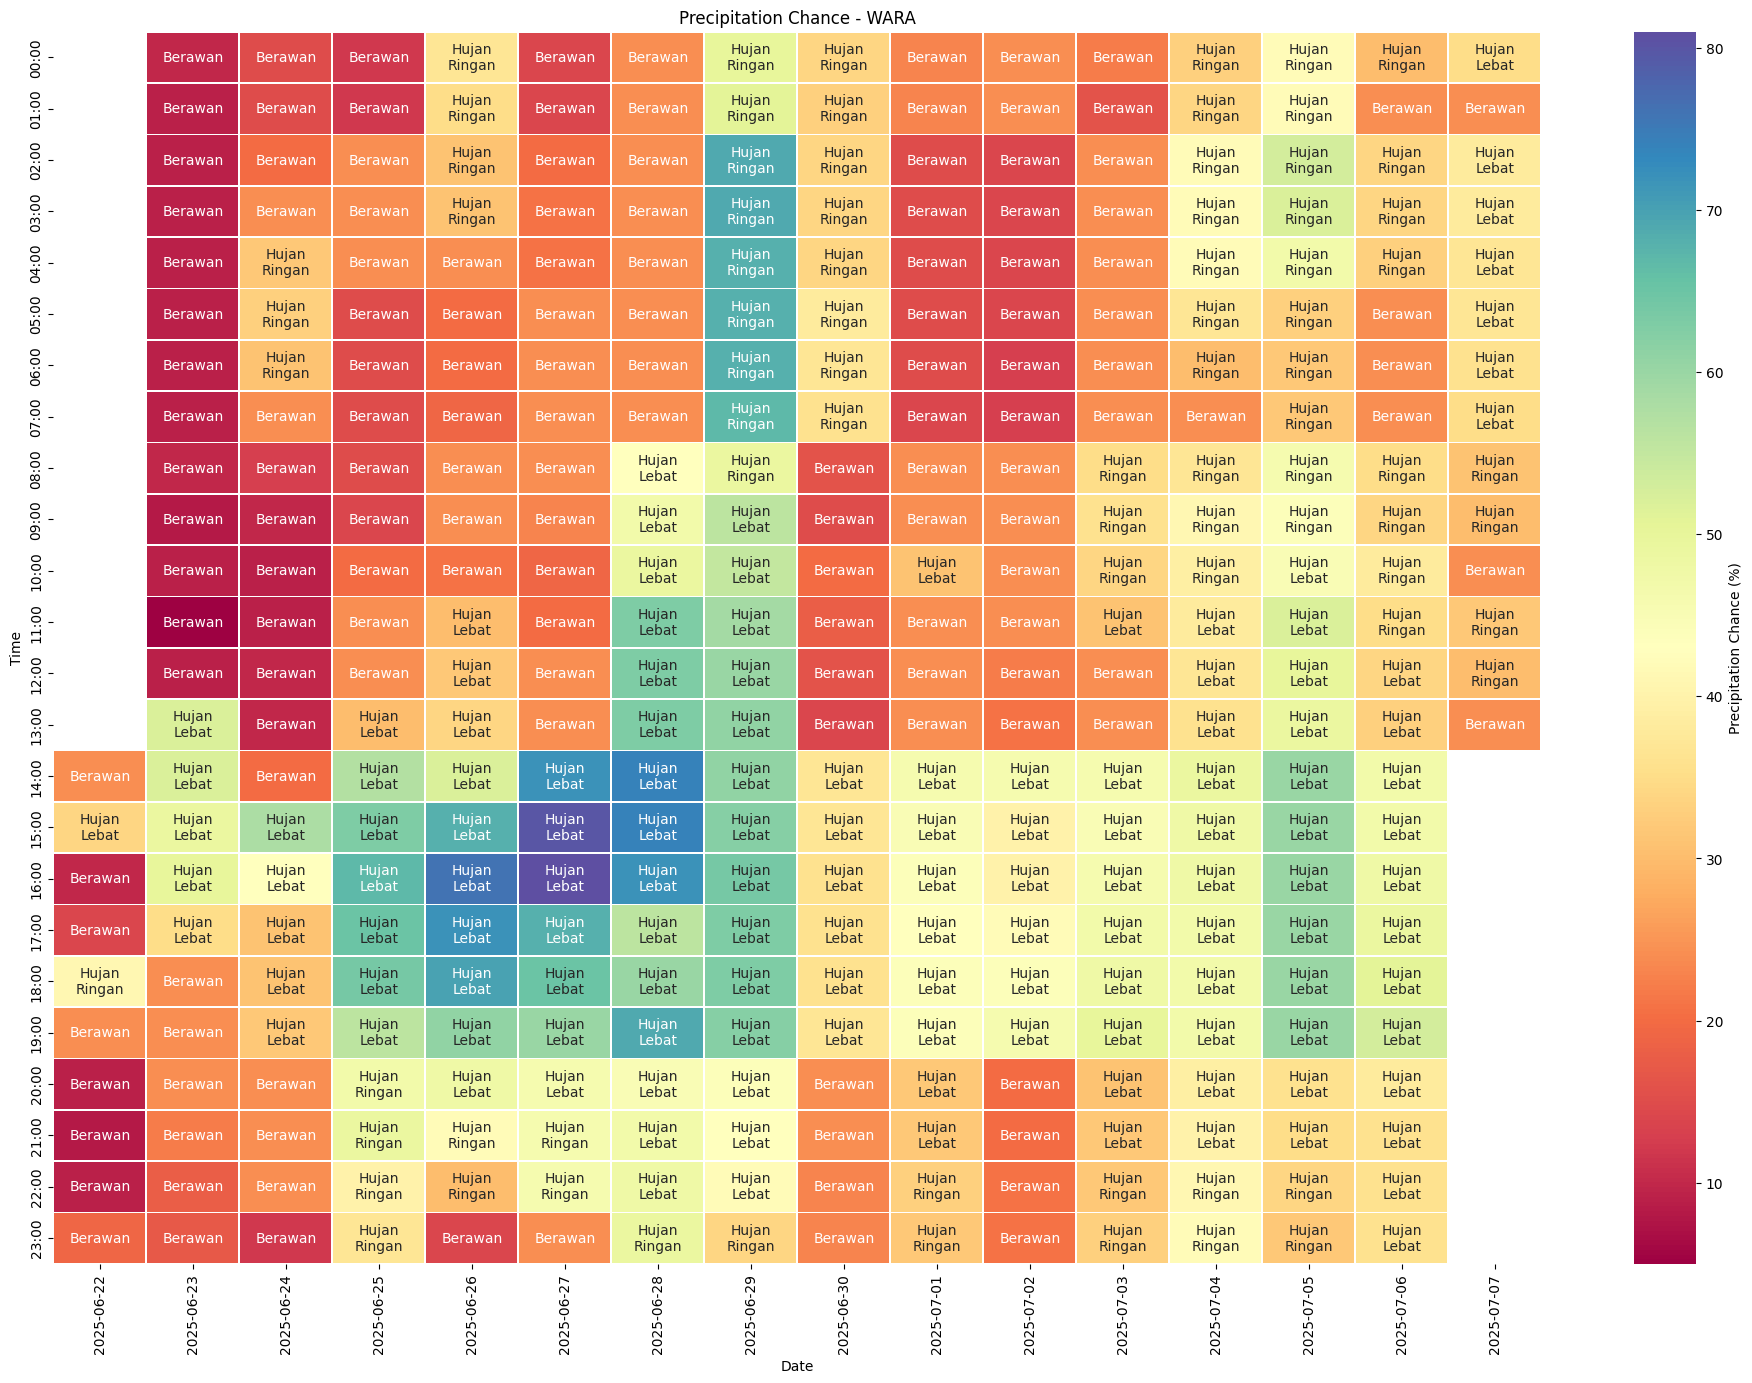 Precipitation Chance - WARA
00:00 Berawan Berawan Berawan Hujan Ringan Berawan Berawan Hujan Ringan Hujan Ringan Berawan Berawan Berawan Hujan Ringan Hujan Ringan Hujan Ringan Hujan Lebat
01:00 Berawan Berawan Berawan Hujan Ringan Berawan Berawan Hujan Ringan Hujan Ringan Berawan Berawan Berawan Hujan Ringan Hujan Ringan Berawan Berawan
02:00 Berawan Berawan Berawan Hujan Ringan Berawan Berawan Hujan Ringan Hujan Ringan Berawan Berawan Berawan Hujan Ringan Hujan Ringan Hujan Ringan Hujan Lebat
03:00 Berawan Berawan Berawan Hujan Ringan Berawan Berawan Hujan Ringan Hujan Ringan Berawan Berawan Berawan Hujan Ringan Hujan Ringan Hujan Ringan Hujan Lebat
04:00 Berawan Hujan Ringan Berawan Berawan Berawan Berawan Hujan Ringan Hujan Ringan Berawan Berawan Berawan Hujan Ringan Hujan Ringan Hujan Ringan Hujan Lebat
05:00 Berawan Hujan Ringan Berawan Berawan Berawan Berawan Hujan Ringan Hujan Ringan Berawan Berawan Berawan Hujan Ringan Hujan Ringan Berawan Hujan Lebat
06:00 Berawan Hujan Ringan Berawan Berawan Berawan Berawan Hujan Ringan Hujan Ringan Berawan Berawan Berawan Hujan Ringan Hujan Ringan Berawan Hujan Lebat
07:00 Berawan Berawan Berawan Berawan Berawan Berawan Hujan Ringan Hujan Ringan Berawan Berawan Berawan Berawan Hujan Ringan Berawan Hujan Lebat
08:00 Berawan Berawan Berawan Berawan Berawan Hujan Lebat Hujan Ringan Berawan Berawan Berawan Hujan Ringan Hujan Ringan Hujan Ringan Hujan Ringan Hujan Ringan
09:00 Berawan Berawan Berawan Berawan Berawan Hujan Lebat Hujan Lebat Berawan Berawan Berawan Hujan Ringan Hujan Ringan Hujan Ringan Hujan Ringan Hujan Ringan
10:00 Berawan Berawan Berawan Berawan Berawan Hujan Lebat Hujan Lebat Berawan Hujan Lebat Berawan Hujan Ringan Hujan Ringan Hujan Lebat Hujan Ringan Berawan
11:00 Berawan Berawan Berawan Hujan Lebat Berawan Hujan Lebat Hujan Lebat Berawan Berawan Berawan Hujan Lebat Hujan Lebat Hujan Lebat Hujan Ringan Hujan Ringan
12:00 Berawan Berawan Berawan Hujan Lebat Berawan Hujan Lebat Hujan Lebat Berawan Berawan Berawan Berawan Hujan Lebat Hujan Lebat Hujan Lebat Hujan Ringan
13:00 Hujan Lebat Berawan Hujan Lebat Hujan Lebat Berawan Hujan Lebat Hujan Lebat Berawan Berawan Berawan Berawan Hujan Lebat Hujan Lebat Hujan Lebat Berawan
14:00 Berawan Hujan Lebat Berawan Hujan Lebat Hujan Lebat Hujan Lebat Hujan Lebat Hujan Lebat Hujan Lebat Hujan Lebat Hujan Lebat Hujan Lebat Hujan Lebat Hujan Lebat Hujan Lebat
15:00 Hujan Lebat Hujan Lebat Hujan Lebat Hujan Lebat Hujan Lebat Hujan Lebat Hujan Lebat Hujan Lebat Hujan Lebat Hujan Lebat Hujan Lebat Hujan Lebat Hujan Lebat Hujan Lebat Hujan Lebat
16:00 Berawan Hujan Lebat Hujan Lebat Hujan Lebat Hujan Lebat Hujan Lebat Hujan Lebat Hujan Lebat Hujan Lebat Hujan Lebat Hujan Lebat Hujan Lebat Hujan Lebat Hujan Lebat Hujan Lebat
17:00 Berawan Hujan Lebat Hujan Lebat Hujan Lebat Hujan Lebat Hujan Lebat Hujan Lebat Hujan Lebat Hujan Lebat Hujan Lebat Hujan Lebat Hujan Lebat Hujan Lebat Hujan Lebat Hujan Lebat
18:00 Hujan Ringan Berawan Hujan Lebat Hujan Lebat Hujan Lebat Hujan Lebat Hujan Lebat Hujan Lebat Hujan Lebat Hujan Lebat Hujan Lebat Hujan Lebat Hujan Lebat Hujan Lebat Hujan Lebat
19:00 Berawan Berawan Hujan Lebat Hujan Lebat Hujan Lebat Hujan Lebat Hujan Lebat Hujan Lebat Hujan Lebat Hujan Lebat Hujan Lebat Hujan Lebat Hujan Lebat Hujan Lebat Hujan Lebat
20:00 Berawan Berawan Berawan Hujan Ringan Hujan Lebat Hujan Lebat Hujan Lebat Hujan Lebat Berawan Hujan Lebat Berawan Hujan Lebat Hujan Lebat Hujan Lebat Hujan Lebat
21:00 Berawan Berawan Berawan Hujan Ringan Hujan Ringan Hujan Ringan Hujan Lebat Hujan Lebat Berawan Hujan Lebat Berawan Hujan Lebat Hujan Lebat Hujan Lebat Hujan Lebat
22:00 Berawan Berawan Berawan Hujan Ringan Hujan Ringan Hujan Ringan Hujan Lebat Hujan Lebat Berawan Hujan Ringan Berawan Hujan Ringan Hujan Ringan Hujan Ringan Hujan Lebat
23:00 Berawan Berawan Berawan Hujan Ringan Berawan Berawan Hujan Ringan Hujan Ringan Berawan Hujan Ringan Berawan Hujan Ringan Hujan Ringan Hujan Ringan Hujan Lebat
Time
2025-06-22 2025-06-23 2025-06-24 2025-06-25 2025-06-26 2025-06-27 2025-06-28 2025-06-29 2025-06-30 2025-07-01 2025-07-02 2025-07-03 2025-07-04 2025-07-05 2025-07-06 2025-07-07
Date
80
70
60
50
40
30
20
10
Precipitation Chance (%)